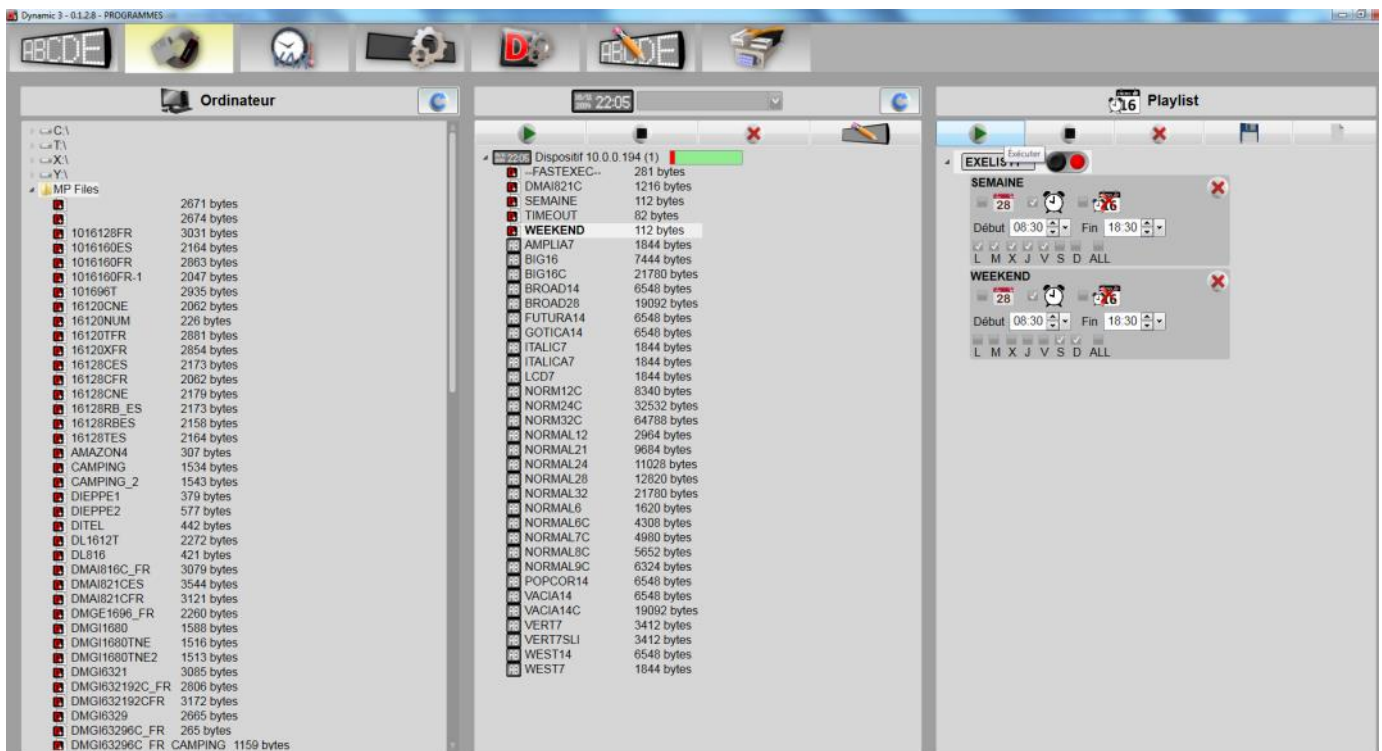 Dynamic 3 - 0.1.2.8 - PROGRAMMES
ABCDE
ABCDE
Ordinateur
22:05
Playlist
16
C:\
T:\
X:\
Y:\
MP Files
2671 bytes
2674 bytes
1016128FR 3031 bytes
1016160ES 2164 bytes
1016160FR 2863 bytes
1016160FR-1 2047 bytes
101696T 2935 bytes
16120CNE 2062 bytes
16120NUM 226 bytes
16120TFR 2881 bytes
16120XFR 2854 bytes
16128CES 2173 bytes
16128CFR 2062 bytes
16128CNE 2179 bytes
16128RB_ES 2173 bytes
16128RBES 2158 bytes
16128TES 2164 bytes
AMAZON4 307 bytes
CAMPING 1534 bytes
CAMPING_2 1543 bytes
DIEPPE1 379 bytes
DIEPPE2 577 bytes
DITEL 442 bytes
DL1612T 2272 bytes
DL816 421 bytes
DMAI816C_FR 3079 bytes
DMAI821CES 3544 bytes
DMAI821CFR 3121 bytes
DMGE1696_FR 2260 bytes
DMGI1680 1588 bytes
DMGI1680TNE 1516 bytes
DMGI1680TNE2 1513 bytes
DMGI6321 3085 bytes
DMGI632192C_FR 2806 bytes
DMGI632192CFR 3172 bytes
DMGI6329 2665 bytes
DMGI63296C_FR 265 bytes
DMGI63296C_FR_CAMPING 1159 bytes
22:05 Dispositif 10.0.0.194 (1)
--FASTEXEC-- 281 bytes
DMAI821C 1216 bytes
SEMAINE 112 bytes
TIMEOUT 82 bytes
WEEKEND 112 bytes
AMPLIA7 1844 bytes
BIG16 7444 bytes
BIG16C 21780 bytes
BROAD14 6548 bytes
BROAD28 19092 bytes
FUTURA14 6548 bytes
GOTICA14 6548 bytes
ITALIC7 1844 bytes
ITALICA7 1844 bytes
LCD7 1844 bytes
NORM12C 8340 bytes
NORM24C 32532 bytes
NORM32C 64788 bytes
NORMAL12 2964 bytes
NORMAL21 9684 bytes
NORMAL24 11028 bytes
NORMAL28 12820 bytes
NORMAL32 21780 bytes
NORMAL6 1620 bytes
NORMAL6C 4308 bytes
NORMAL7C 4980 bytes
NORMAL8C 5652 bytes
NORMAL9C 6324 bytes
POPCOR14 6548 bytes
VACIA14 6548 bytes
VACIA14C 19092 bytes
VERT7 3412 bytes
VERT7SLI 3412 bytes
WEST14 6548 bytes
WEST7 1844 bytes
Exécuter
SEMAINE
28
Début 08:30 Fin 18:30
L M X J V S D ALL
WEEKEND
28
Début 08:30 Fin 18:30
L M X J V S D ALL